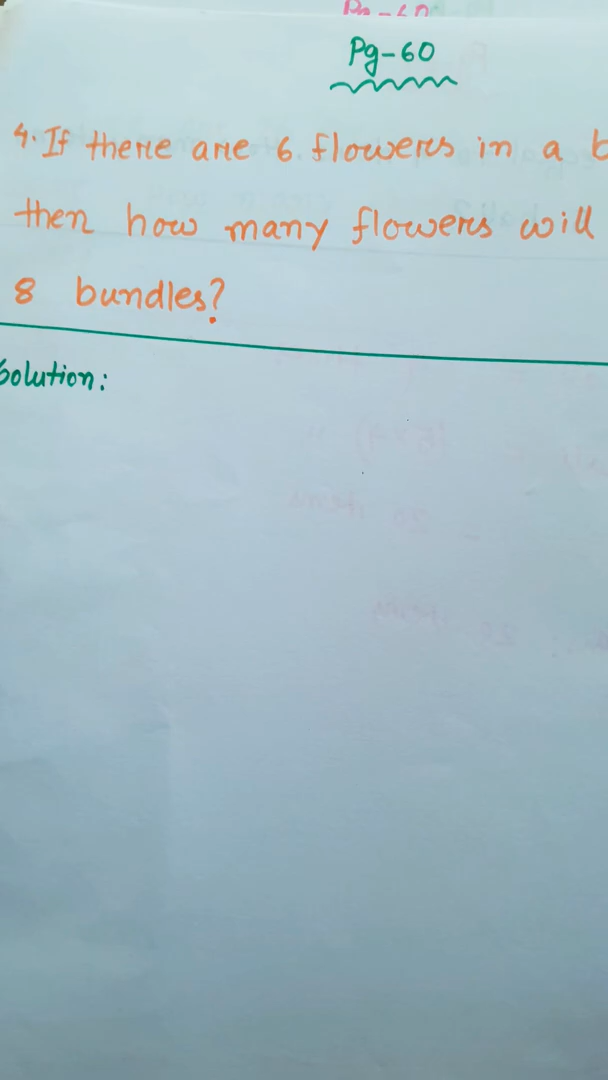 Pg-60
4. If there are 6 flowers in a b
then how many flowers will
8 bundles?
Solution: